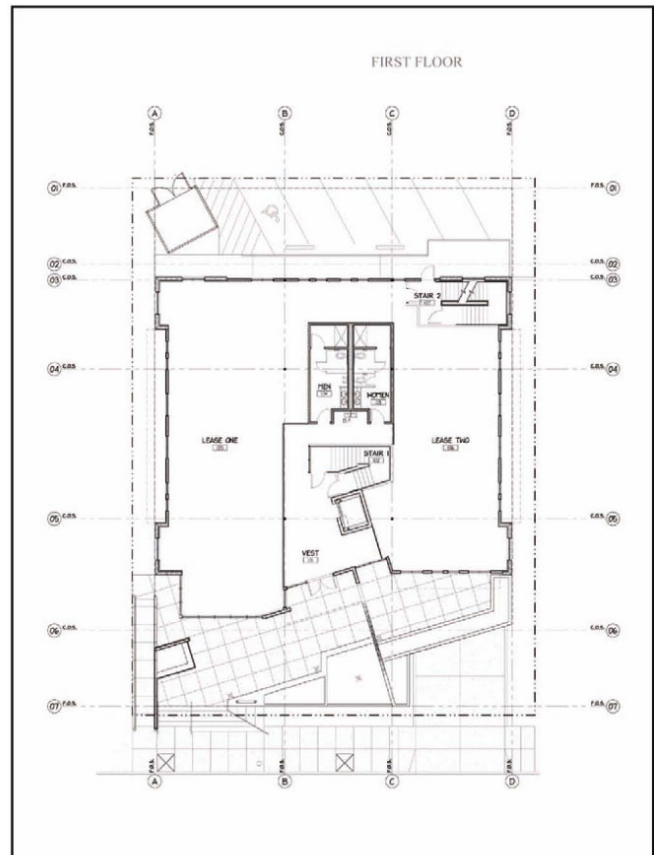 FIRST FLOOR
A B C D
F.O.S. C.O.S. C.O.S. F.O.S.
01 F.O.S. F.O.S. 01
02 C.O.S. C.O.S. 02
03 C.O.S. C.O.S. 03
STAIR 2
04 C.O.S. C.O.S. 04
MEN
WOMEN
LEASE ONE
LEASE TWO
STAIR 1
05 C.O.S. C.O.S. 05
VEST
06 C.O.S. C.O.S. 06
07 F.O.S. F.O.S. 07
F.O.S. C.O.S. C.O.S. F.O.S.
A B C D